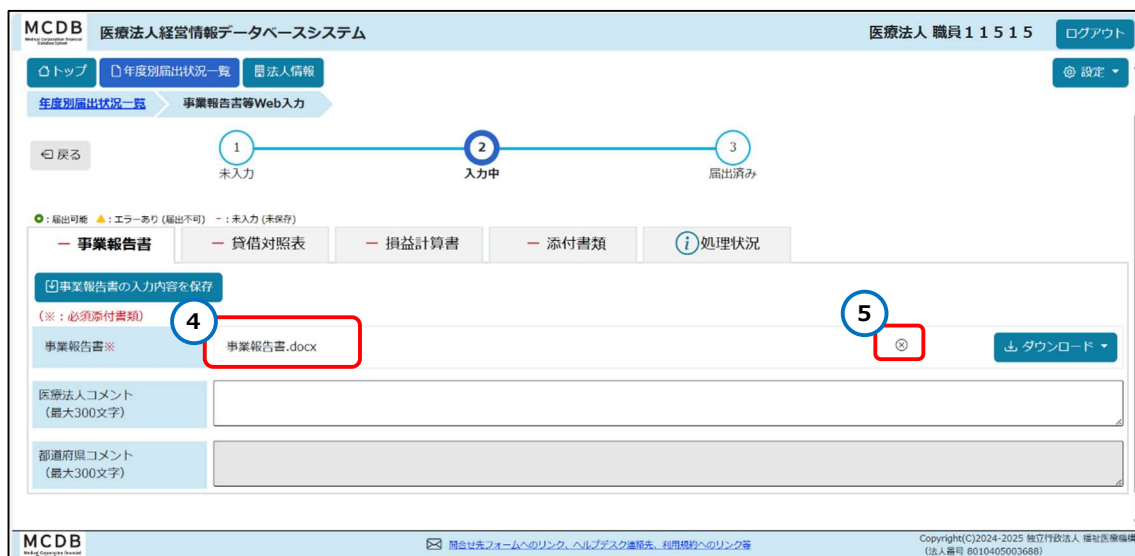 MCDB 医療法人経営情報データベースシステム 医療法人 職員11515 ログアウト
トップ 年度別届出状況一覧 法人情報 設定
年度別届出状況一覧 事業報告書等Web入力
戻る
1 2 3
未入力 入力中 届出済み
：届出可能 ：エラーあり (届出不可) －：未入力 (未保存)
－ 事業報告書 － 貸借対照表 － 損益計算書 － 添付書類 i 処理状況
事業報告書の入力内容を保存
(※：必須添付書類)
4 5
事業報告書※ 事業報告書.docx ダウンロード
医療法人コメント
(最大300文字)
都道府県コメント
(最大300文字)
MCDB 問合せ先フォームへのリンク、ヘルプデスク連絡先、利用規約へのリンク等 Copyright(C)2024-2025 独立行政法人 福祉医療機構
(法人番号 8010405003688)